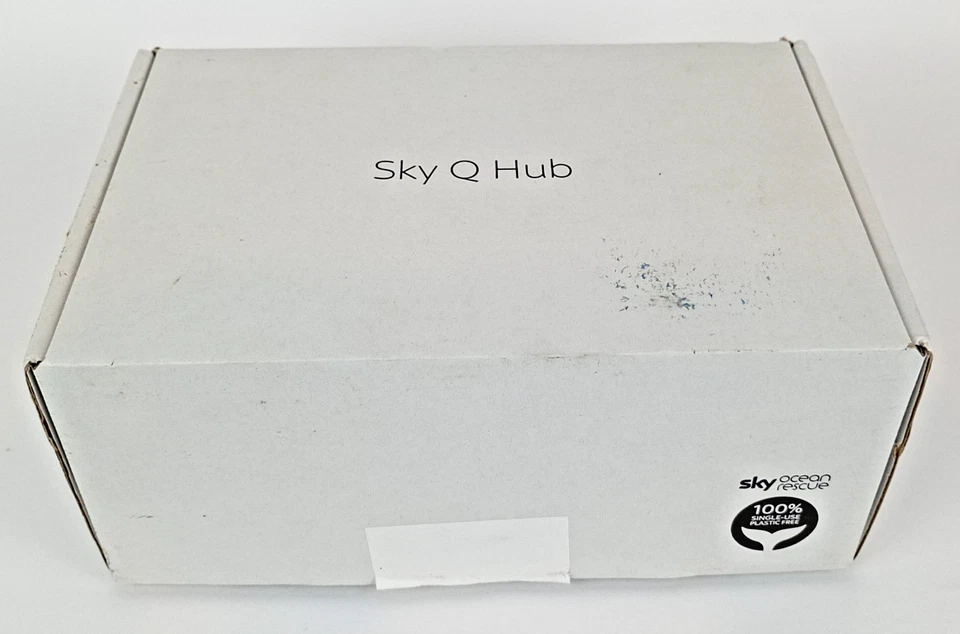 Sky Q Hub
sky ocean
rescue
100%
SINGLE-USE
PLASTIC FREE